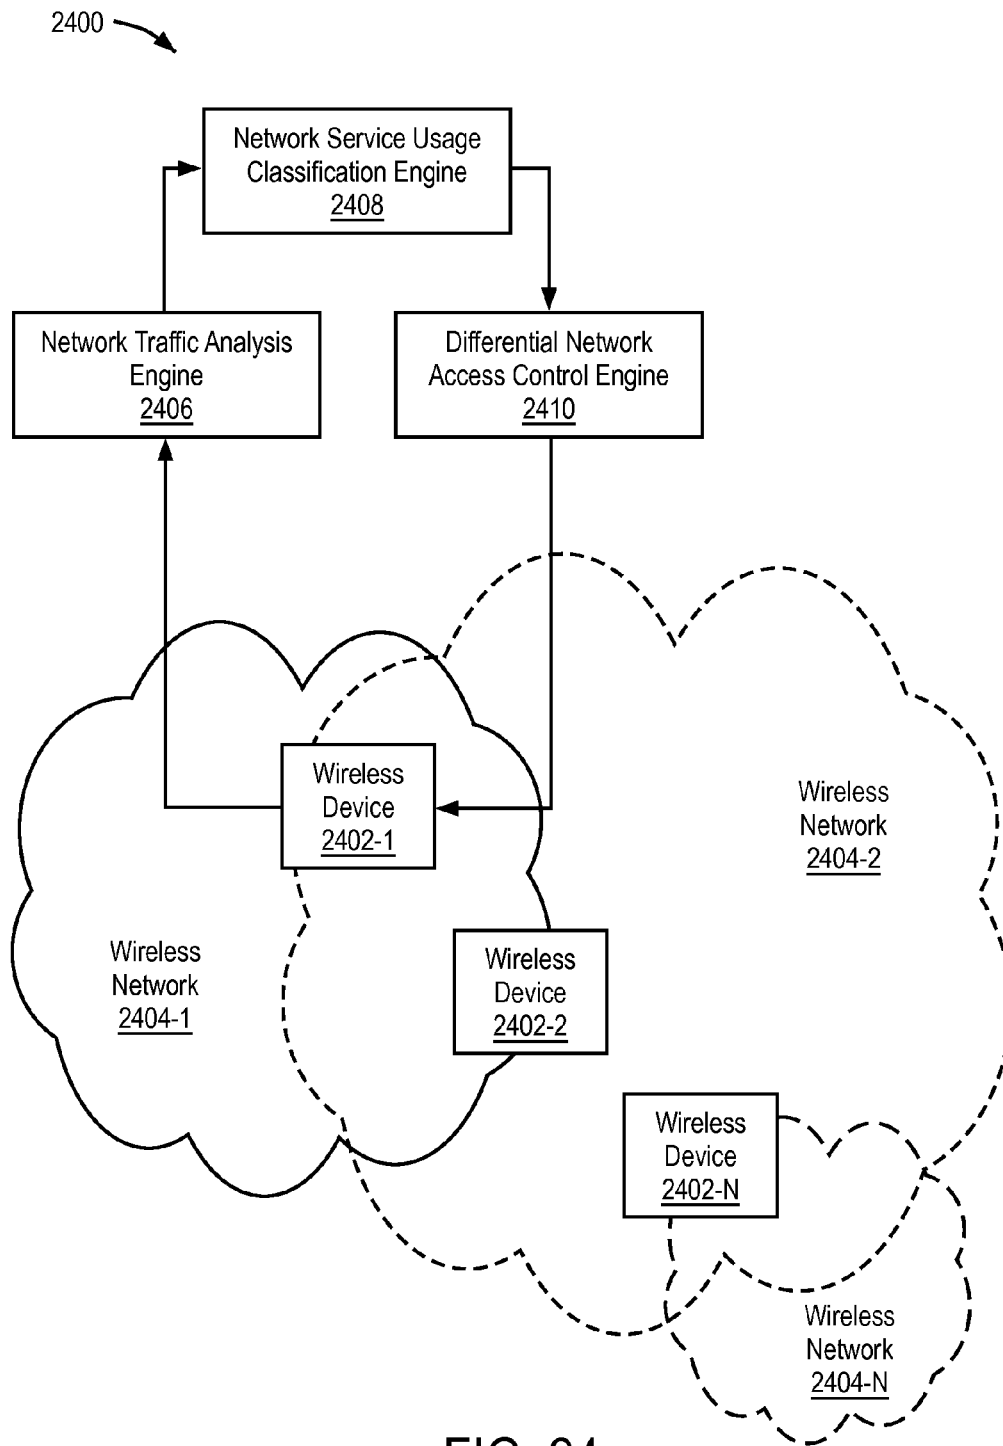 2400
Network Service Usage
Classification Engine
2408
Network Traffic Analysis
Engine
2406
Differential Network
Access Control Engine
2410
Wireless
Device
2402-1
Wireless
Network
2404-2
Wireless
Network
2404-1
Wireless
Device
2402-2
Wireless
Device
2402-N
Wireless
Network
2404-N
FIG. 24